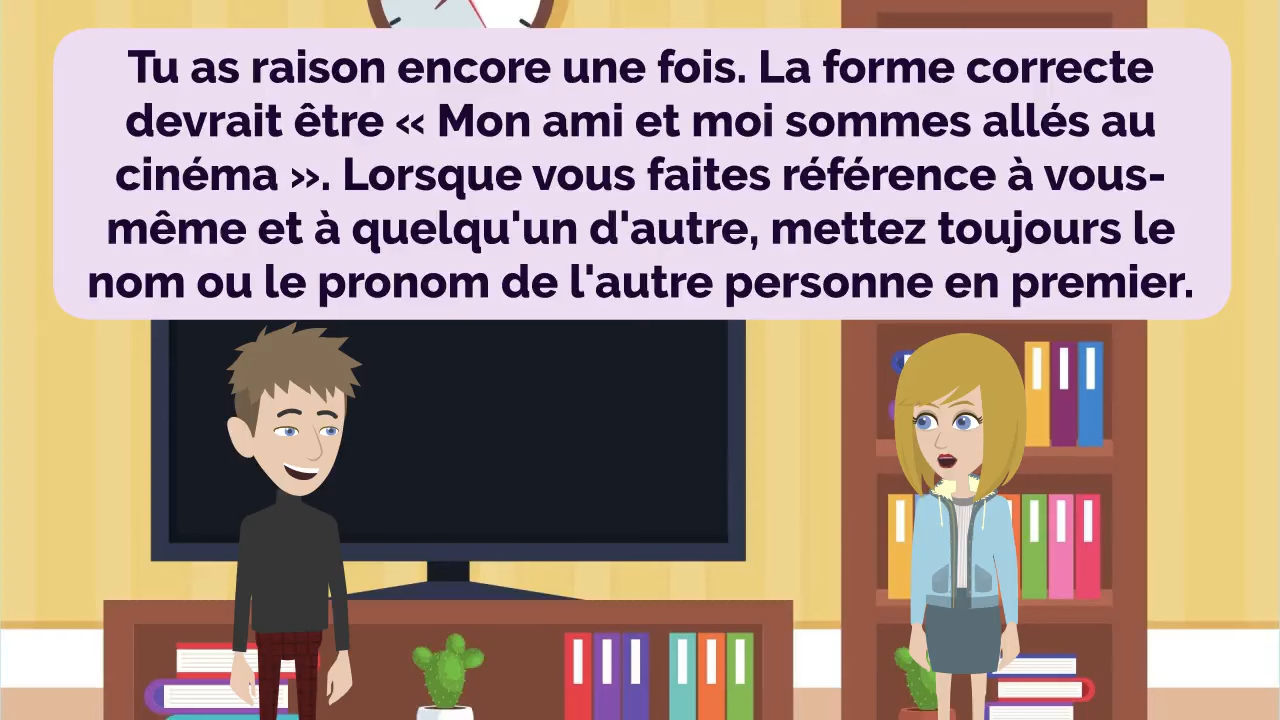 Tu as raison encore une fois. La forme correcte
devrait être « Mon ami et moi sommes allés au
cinéma ». Lorsque vous faites référence à vous-
même et à quelqu'un d'autre, mettez toujours le
nom ou le pronom de l'autre personne en premier.